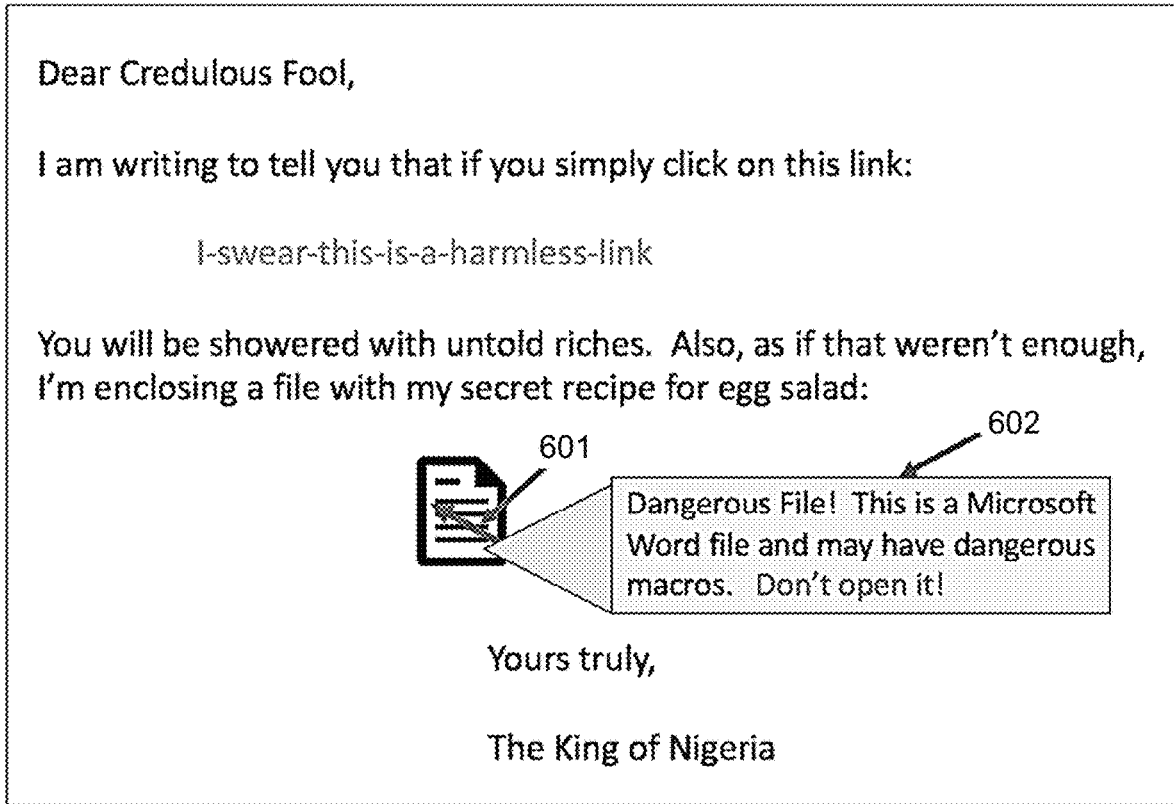 Dear Credulous Fool,
I am writing to tell you that if you simply click on this link:
I-swear-this-is-a-harmless-link
You will be showered with untold riches.  Also, as if that weren't enough,
I'm enclosing a file with my secret recipe for egg salad:
601
602
Dangerous File!  This is a Microsoft
Word file and may have dangerous
macros.  Don't open it!
Yours truly,
The King of Nigeria